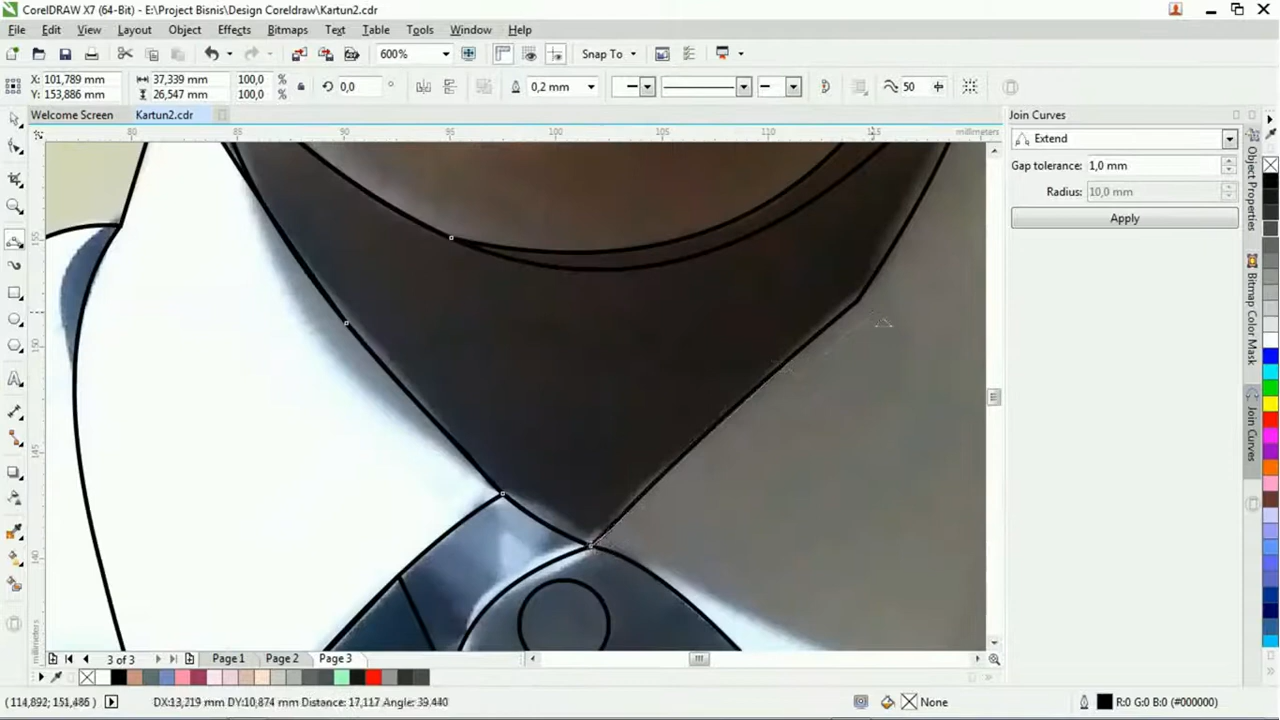 CorelDRAW X7 (64-Bit) - E:\Project Bisnis\Design Coreldraw\Kartun2.cdr
File Edit View Layout Object Effects Bitmaps Text Table Tools Window Help
600% Snap To
X: 101,789 mm 37,339 mm 100,0 % 0,0 ° 0,2 mm 50
Y: 153,886 mm 26,547 mm 100,0 %
Welcome Screen Kartun2.cdr
Join Curves
80 85 90 95 100 105 110 115 millimeters
Extend
Gap tolerance: 1,0 mm
Radius: 10,0 mm
Apply
155
150
145
140
millimeters
Object Properties
Bitmap Color Mask
Join Curves
3 of 3 Page 1 Page 2 Page 3
(114,892; 151,486) DX:13,219 mm DY:10,874 mm Distance: 17,117 Angle: 39,440 None R:0 G:0 B:0 (#000000)